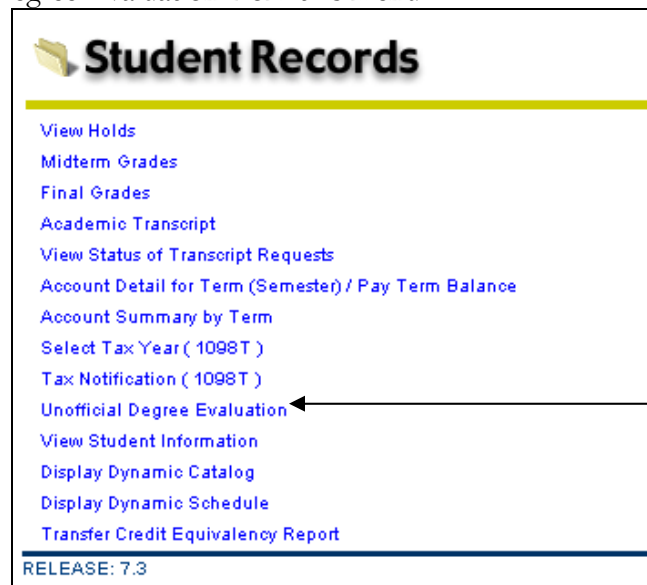 Student Records
View Holds
Midterm Grades
Final Grades
Academic Transcript
View Status of Transcript Requests
Account Detail for Term (Semester) / Pay Term Balance
Account Summary by Term
Select Tax Year ( 1098T )
Tax Notification ( 1098T )
Unofficial Degree Evaluation
View Student Information
Display Dynamic Catalog
Display Dynamic Schedule
Transfer Credit Equivalency Report
RELEASE: 7.3